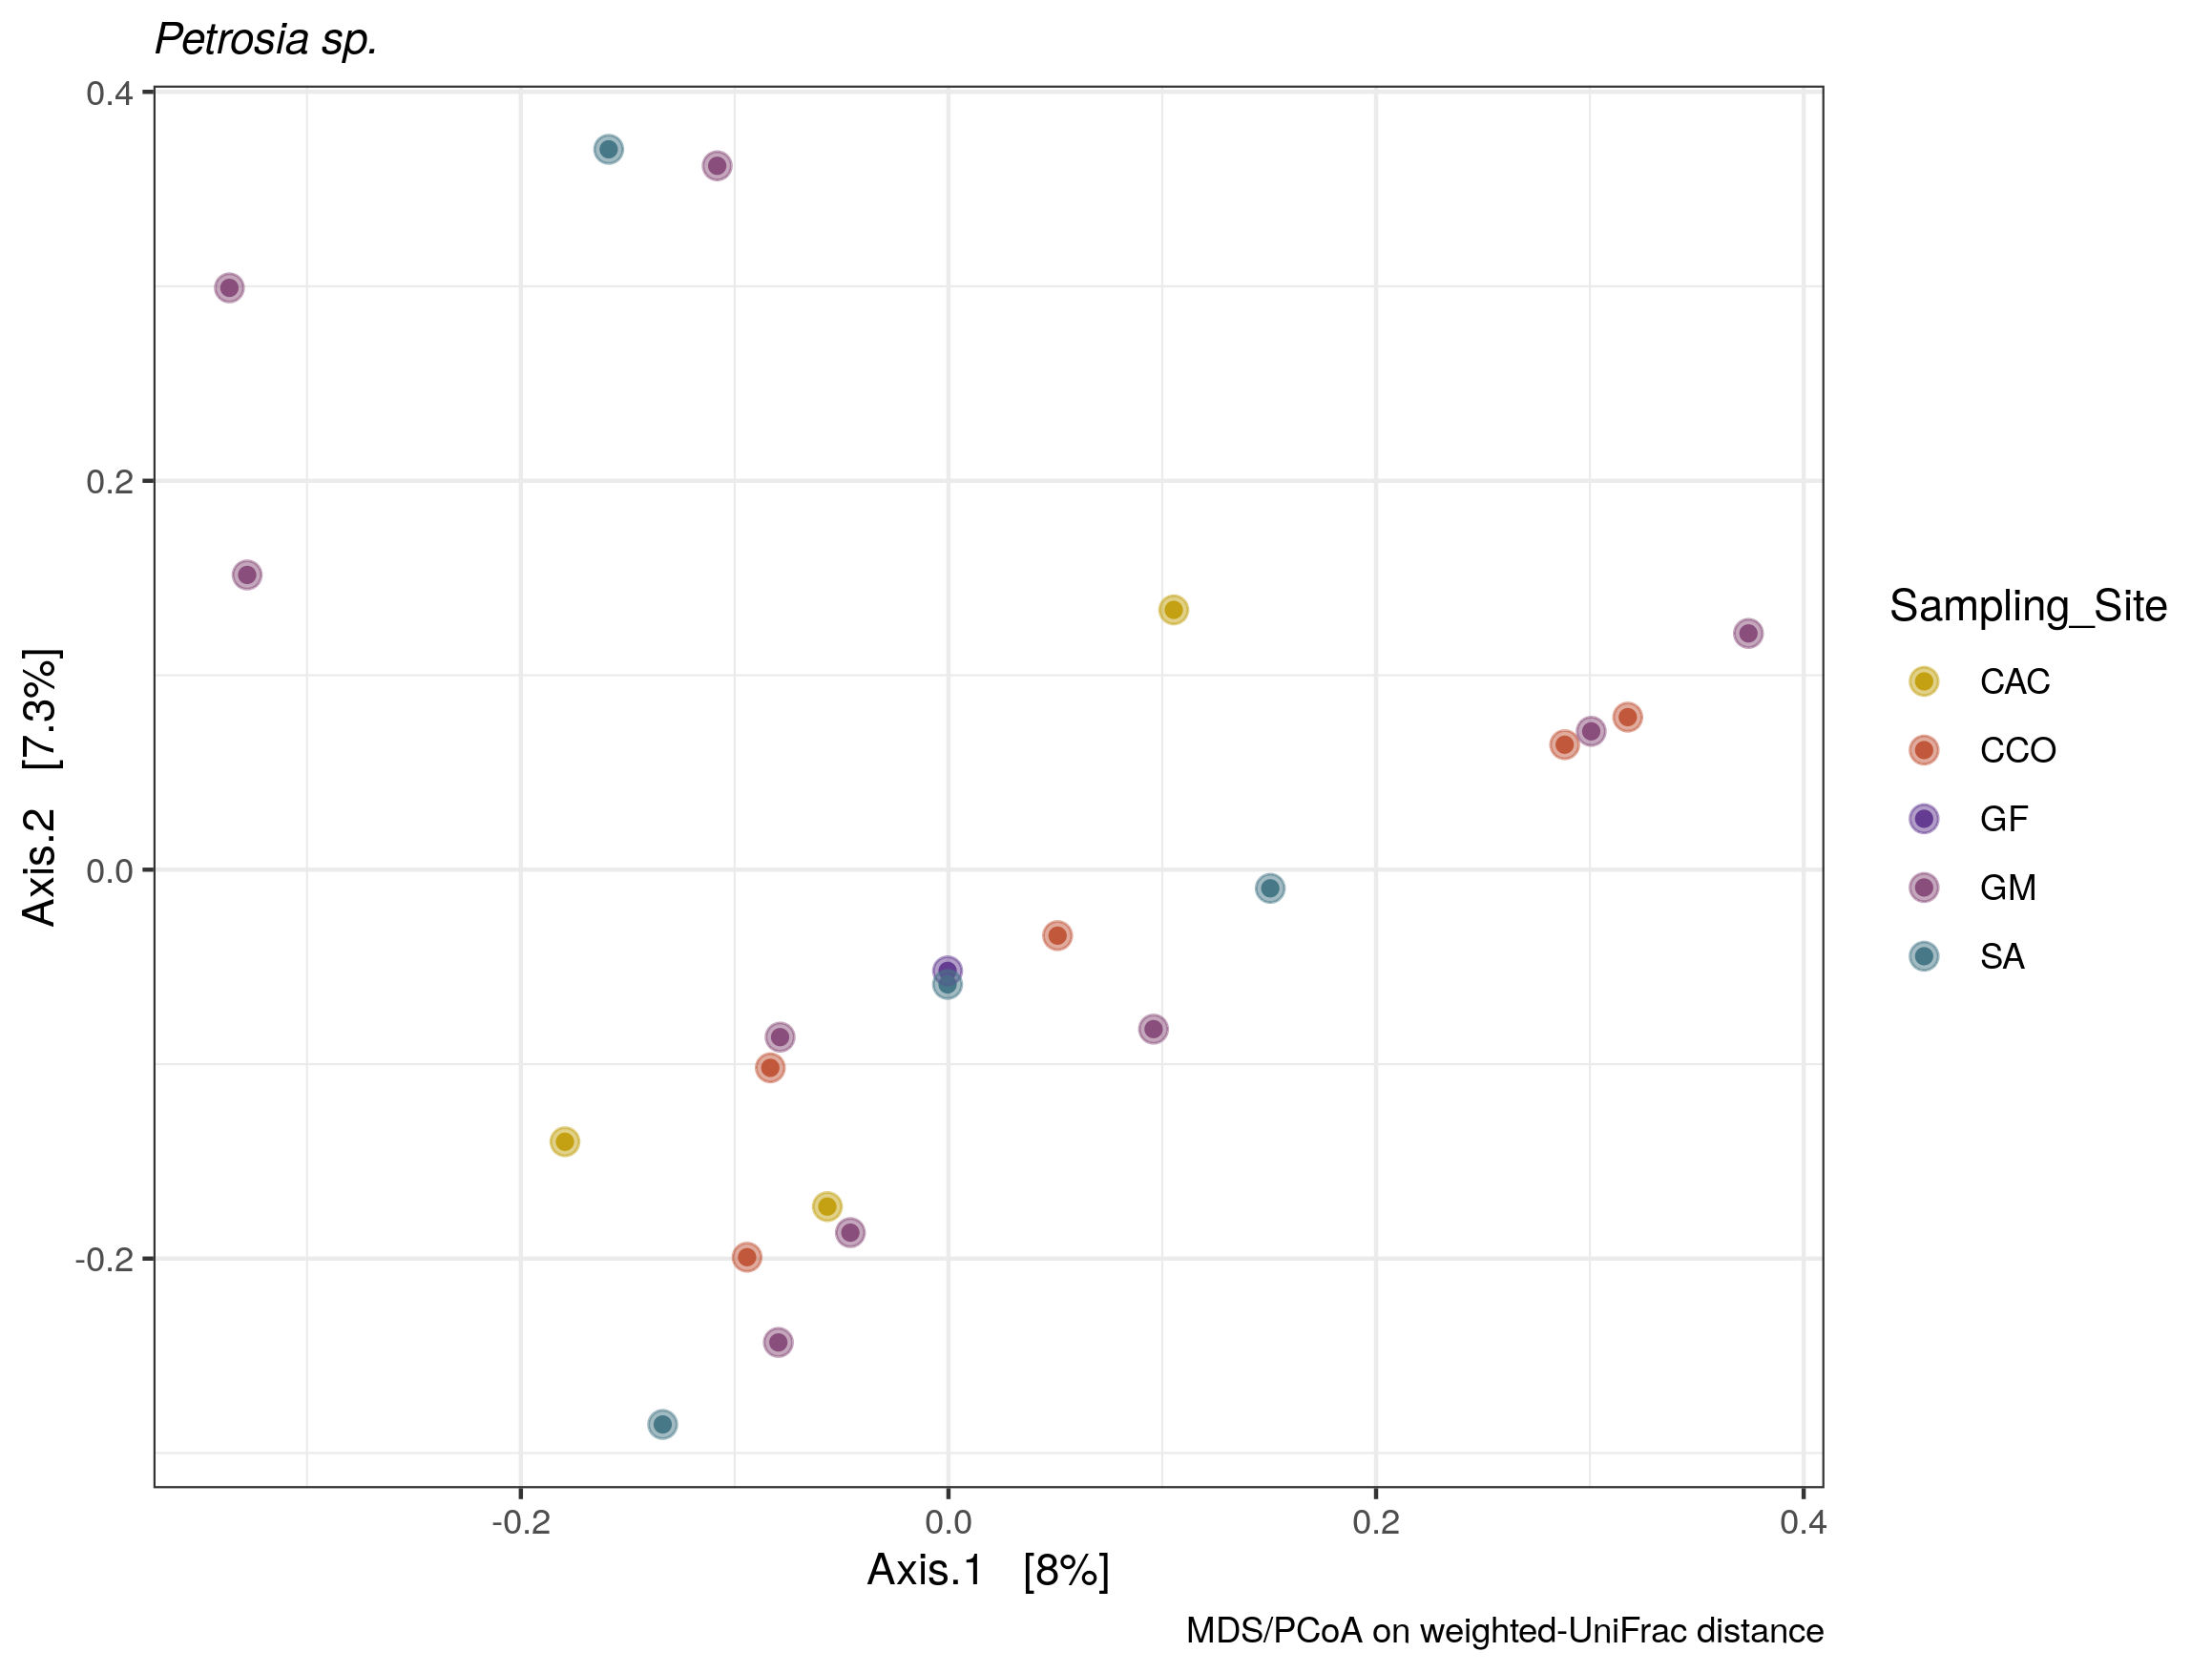 Petrosia sp.
0.4
0.2
0.0
-0.2
Axis.2 [7.3%]
-0.2 0.0 0.2 0.4
Axis.1 [8%]
MDS/PCoA on weighted-UniFrac distance
Sampling_Site
CAC
CCO
GF
GM
SA